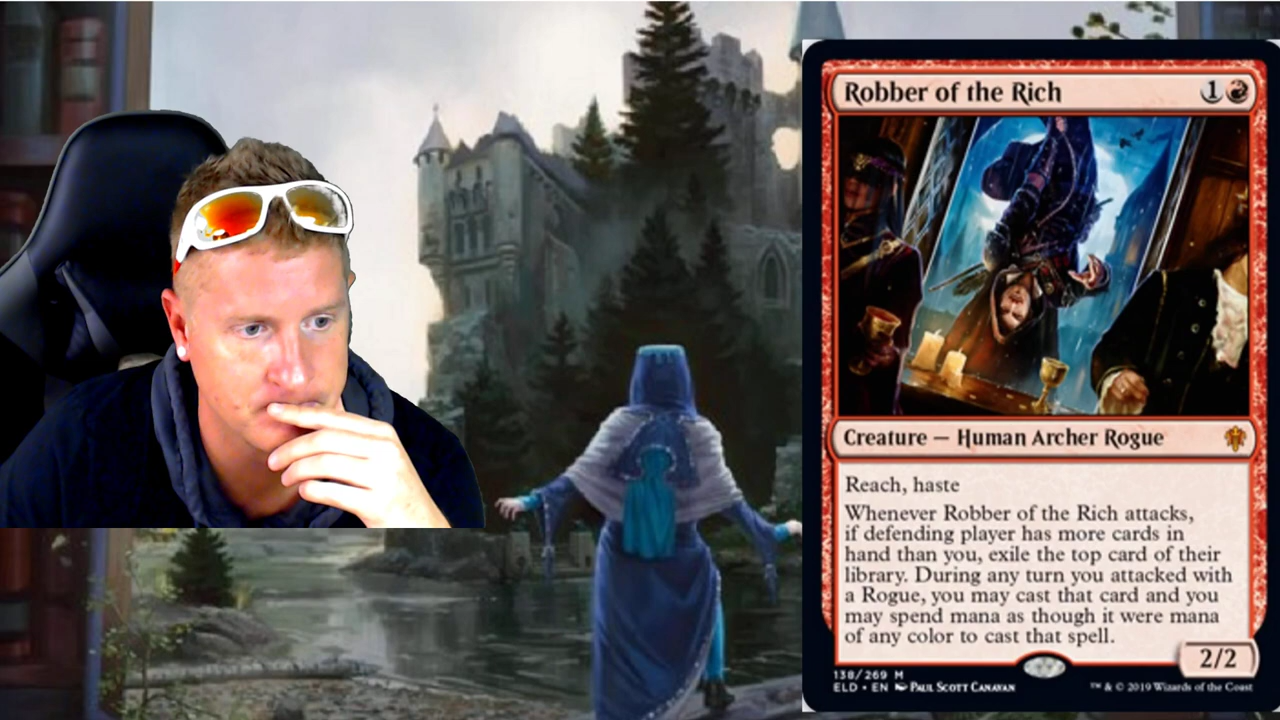 Robber of the Rich 1
Creature — Human Archer Rogue
Reach, haste
Whenever Robber of the Rich attacks,
if defending player has more cards in
hand than you, exile the top card of their
library. During any turn you attacked with
a Rogue, you may cast that card and you
may spend mana as though it were mana
of any color to cast that spell.
2/2
138/269 M
ELD • EN Paul Scott Canavan ™ & © 2019 Wizards of the Coast